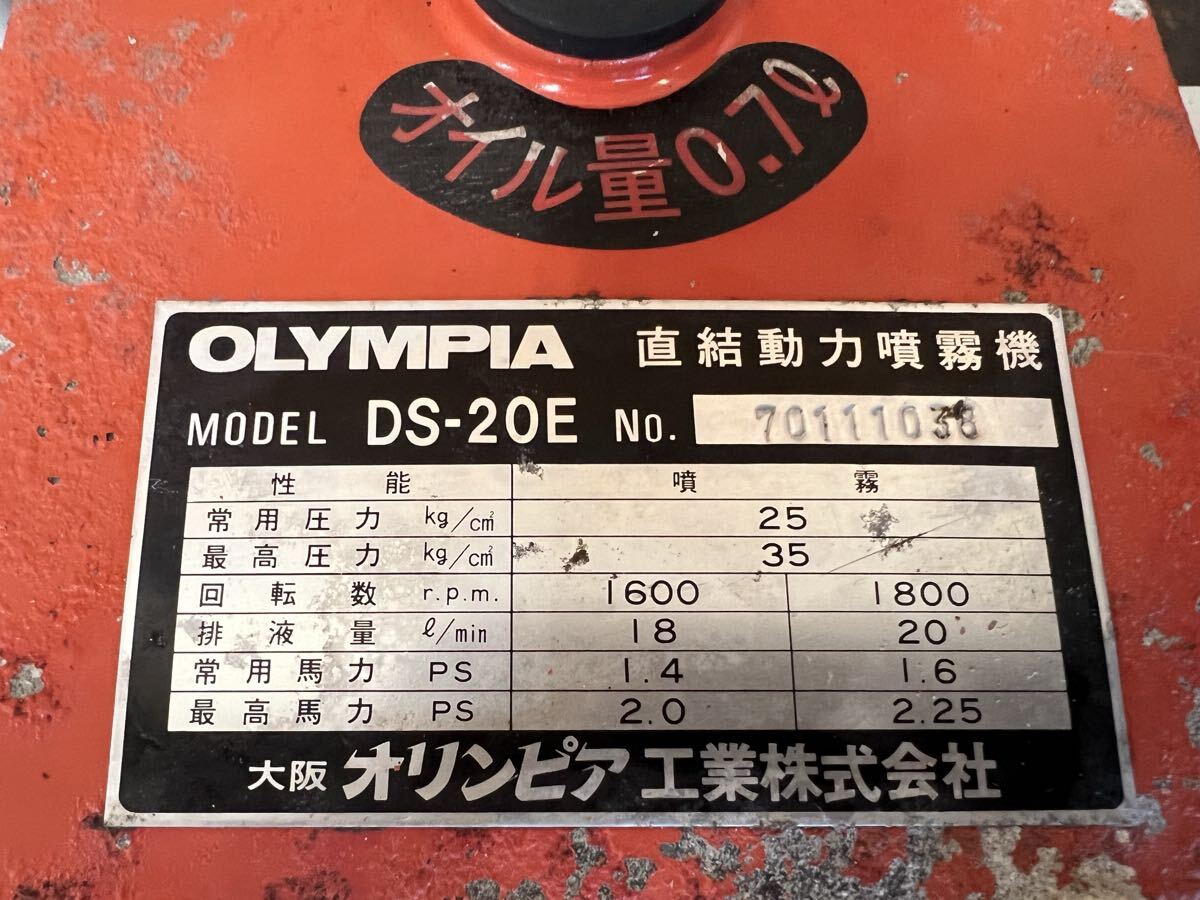 オイル量0.7ℓ
OLYMPIA 直結動力噴霧機
MODEL DS-20E No. 70111038
性能 噴霧
常用圧力 kg/cm² 25
最高圧力 kg/cm² 35
回転数 r.p.m. 1600 1800
排液量 ℓ/min 18 20
常用馬力 PS 1.4 1.6
最高馬力 PS 2.0 2.25
大阪 オリンピア工業株式会社